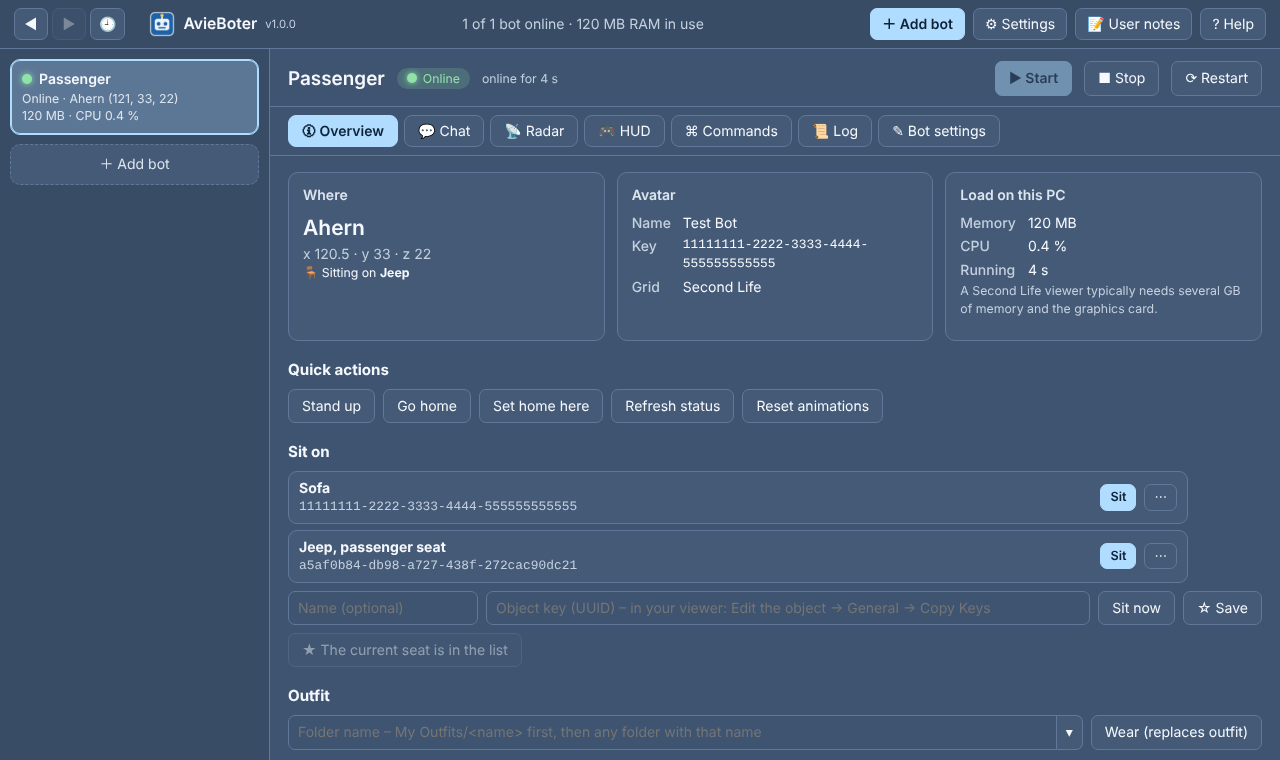 ◀ ▶ 🕘 AvieBoter v1.0.0 1 of 1 bot online · 120 MB RAM in use + Add bot ⚙ Settings 📝 User notes ? Help
Passenger
Online · Ahern (121, 33, 22)
120 MB · CPU 0.4 %
+ Add bot
Passenger Online online for 4 s ▶ Start ■ Stop ⟳ Restart
🛈 Overview 💬 Chat 📡 Radar 🎮 HUD ⌘ Commands 📜 Log ✎ Bot settings
Where
Ahern
x 120.5 · y 33 · z 22
🪑 Sitting on Jeep
Avatar
Name Test Bot
Key 11111111-2222-3333-4444-
555555555555
Grid Second Life
Load on this PC
Memory 120 MB
CPU 0.4 %
Running 4 s
A Second Life viewer typically needs several GB
of memory and the graphics card.
Quick actions
Stand up Go home Set home here Refresh status Reset animations
Sit on
Sofa
11111111-2222-3333-4444-555555555555
Sit ···
Jeep, passenger seat
a5af0b84-db98-a727-438f-272cac90dc21
Sit ···
Name (optional) Object key (UUID) – in your viewer: Edit the object → General → Copy Keys Sit now ☆ Save
★ The current seat is in the list
Outfit
Folder name – My Outfits/<name> first, then any folder with that name ▼ Wear (replaces outfit)